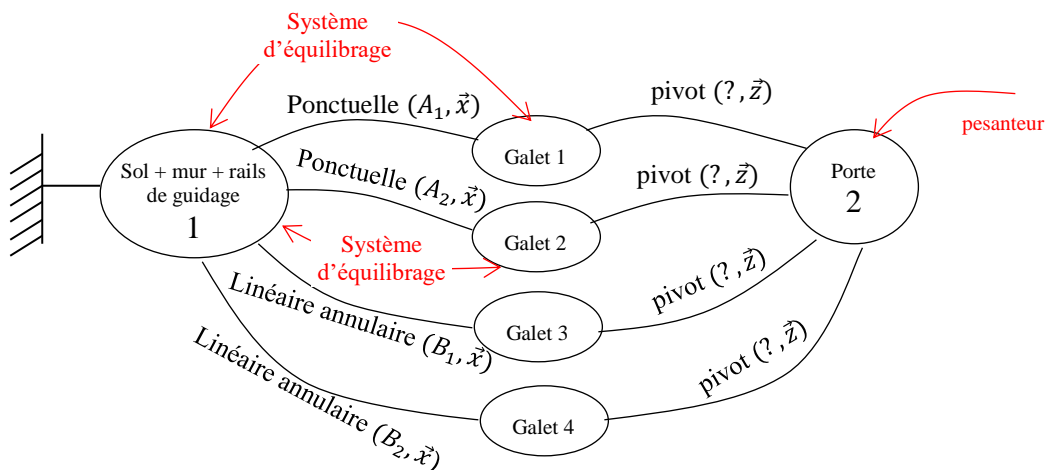 Système
d'équilibrage
Ponctuelle (𝐴₁, 𝑥⃗)
pivot (? , 𝑧⃗)
pesanteur
Galet 1
Sol + mur + rails
de guidage
1
Ponctuelle (𝐴₂, 𝑥⃗)
pivot (? , 𝑧⃗)
Porte
2
Galet 2
Système
d'équilibrage
Linéaire annulaire (𝐵₁, 𝑥⃗)
pivot (? , 𝑧⃗)
Galet 3
Linéaire annulaire (𝐵₂, 𝑥⃗)
pivot (? , 𝑧⃗)
Galet 4